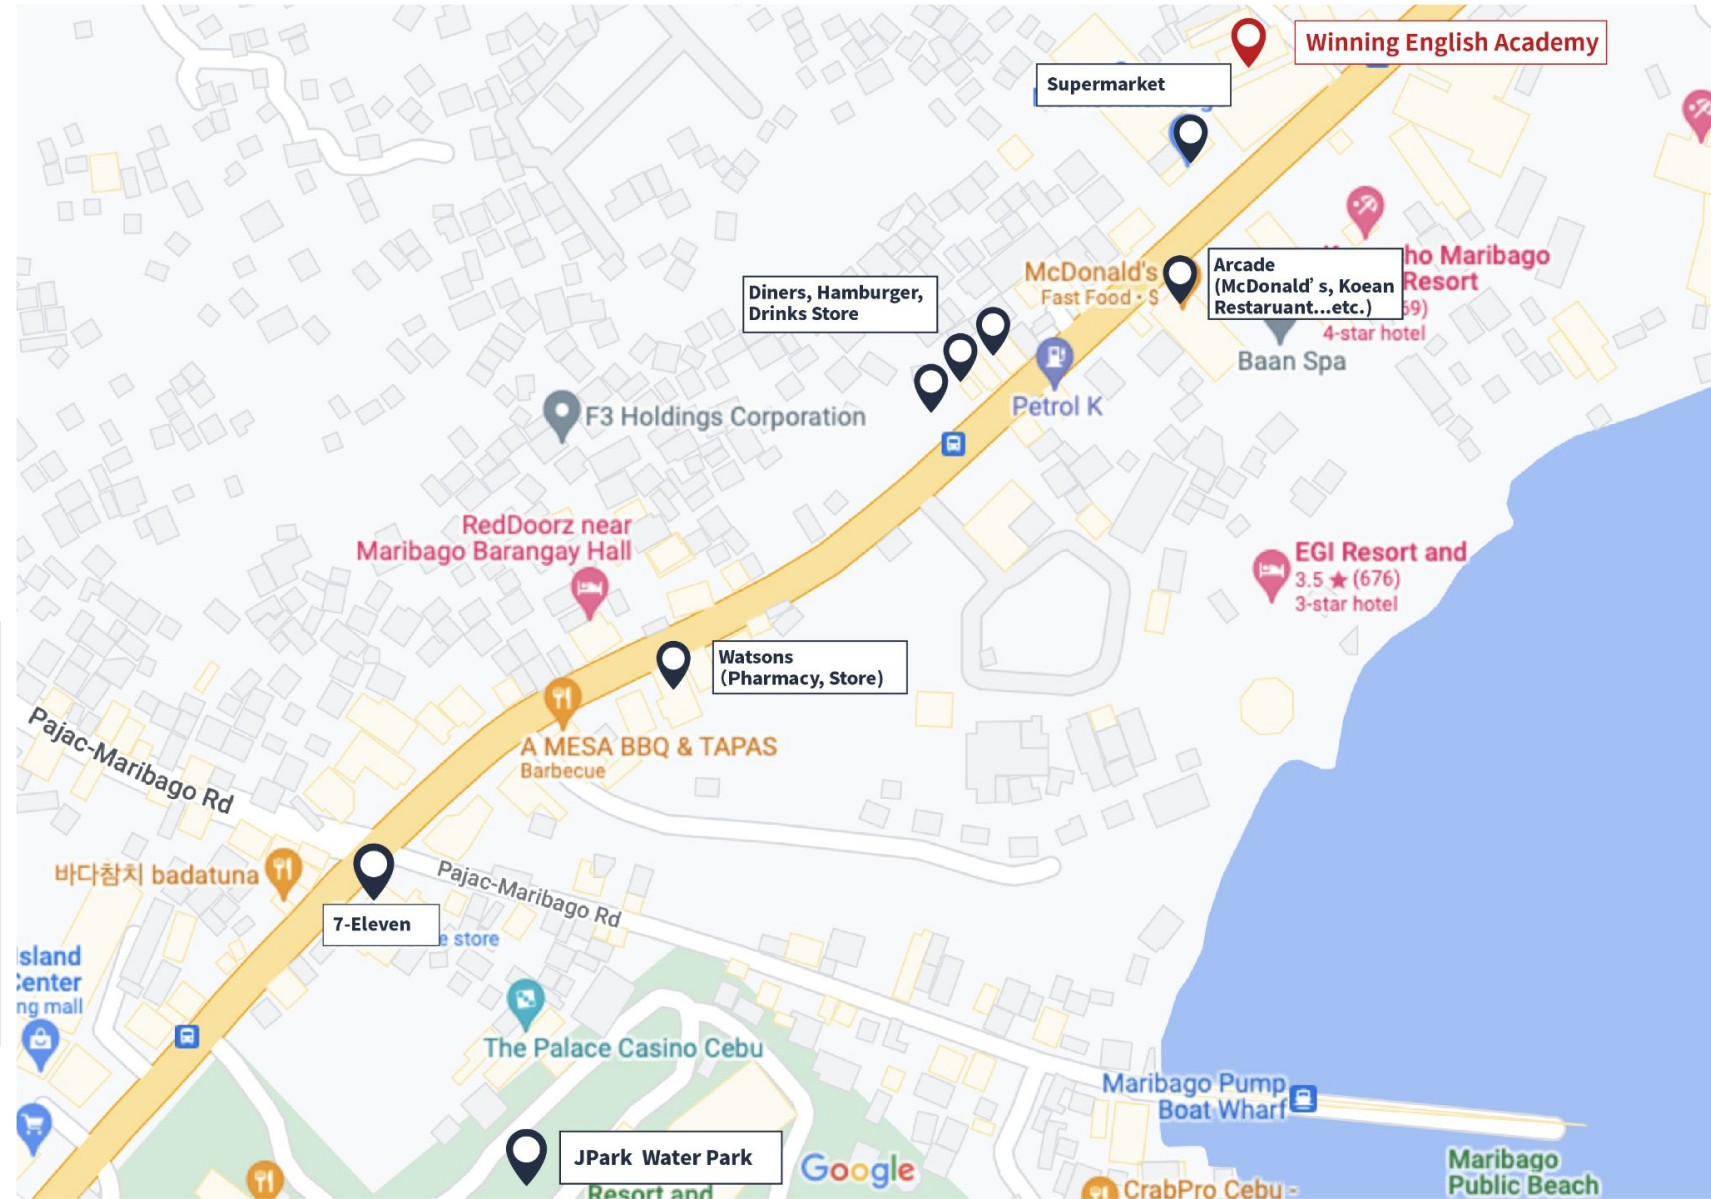 Winning English Academy
Supermarket
McDonald's
Fast Food · $
Arcade
(McDonald’ s, Koean
Restaruant...etc.)
ho Maribago
Resort
69)
4-star hotel
Baan Spa
Diners, Hamburger,
Drinks Store
Petrol K
F3 Holdings Corporation
RedDoorz near
Maribago Barangay Hall
EGI Resort and
3.5 ★ (676)
3-star hotel
Watsons
(Pharmacy, Store)
A MESA BBQ & TAPAS
Barbecue
Pajac-Maribago Rd
바다참치 badatuna
Pajac-Maribago Rd
7-Eleven
e store
sland
Center
ng mall
The Palace Casino Cebu
Maribago Pump
Boat Wharf
JPark Water Park
Google
Resort and
Maribago
Public Beach
CrabPro Cebu -